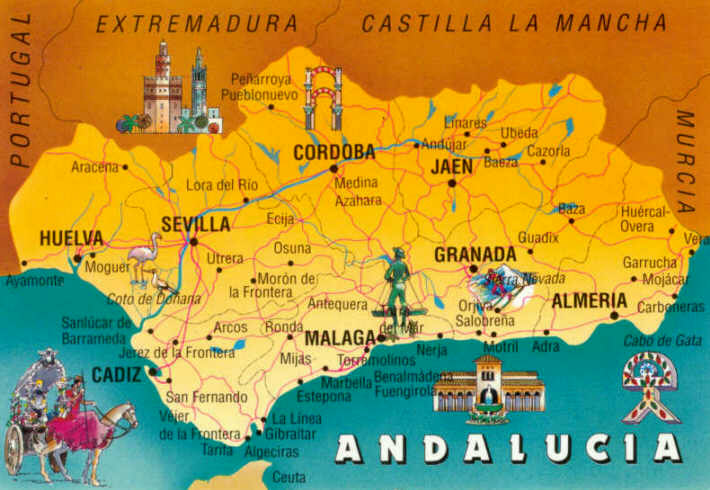 EXTREMADURA
CASTILLA LA MANCHA
PORTUGAL
MURCIA
Peñarroya
Pueblonuevo
Linares
Ubeda
Andújar
CORDOBA
Baeza
Cazorla
JAEN
Aracena
Medina
Azahara
Lora del Río
Ecija
SEVILLA
Baza
Huércal-
Overa
HUELVA
Moguer
Utrera
Osuna
Guadix
Vera
GRANADA
Garrucha
Ayamonte
Morón de
la Frontera
Sierra Nevada
Mojácar
Coto de Doñana
Antequera
Orjiva
ALMERIA
Carboneras
Salobreña
Sanlúcar de
Barrameda
Arcos
Ronda
MALAGA
del Mar
Nerja
Motril
Adra
Cabo de Gata
Jerez de la Frontera
Mijas
Torremolinos
CADIZ
Marbella
Benalmádena
Fuengirola
San Fernando
Estepona
Vejer
de la Frontera
La Línea
Gibraltar
Tarifa
Algeciras
ANDALUCIA
Ceuta